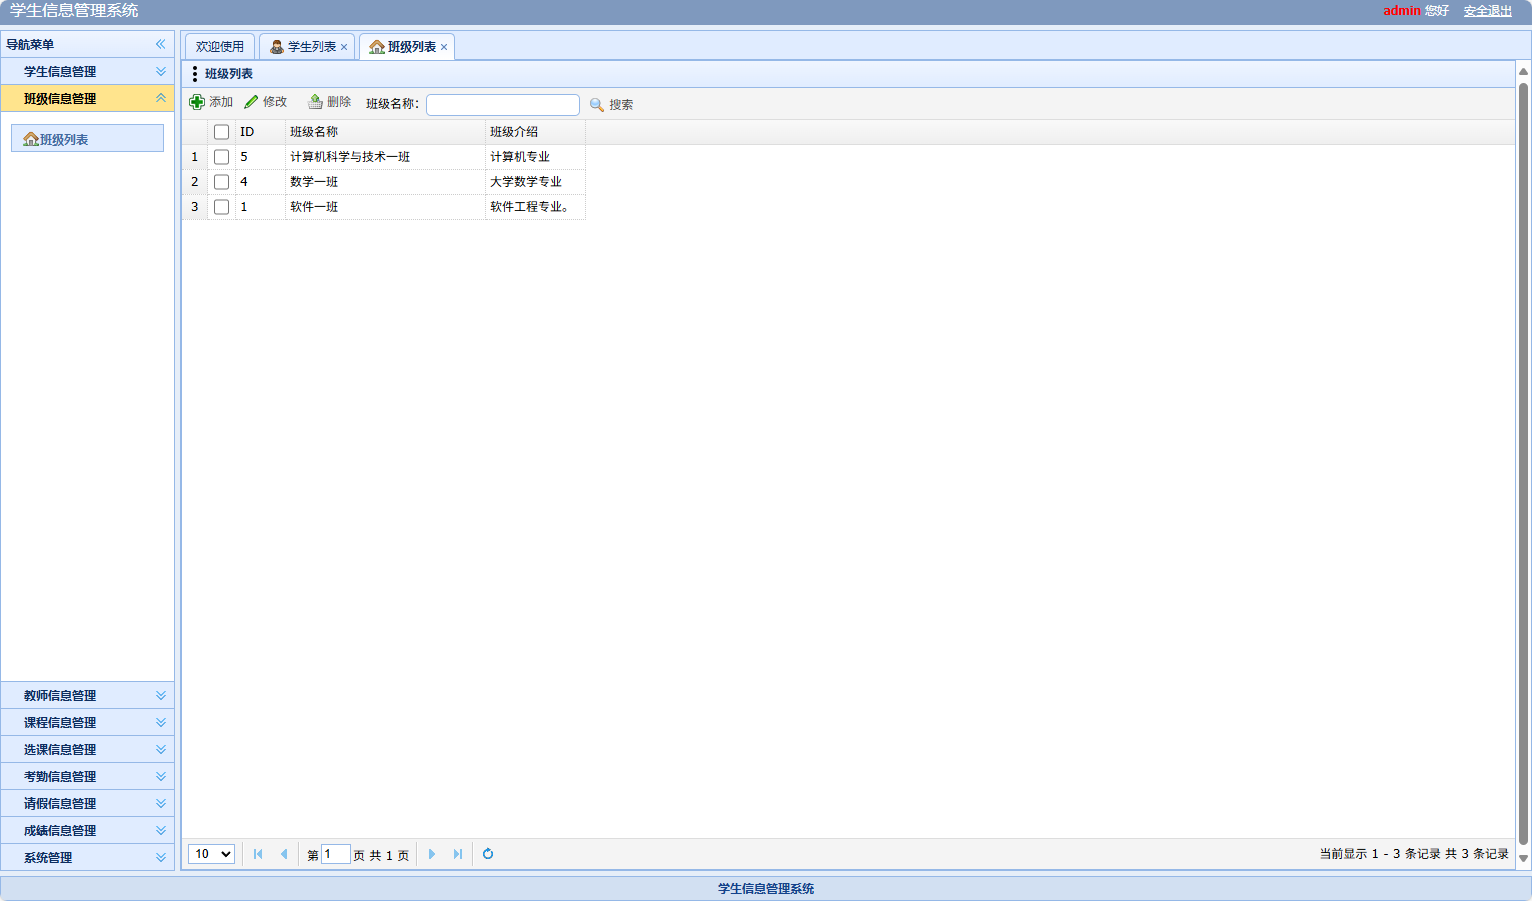 学生信息管理系统
admin 您好 安全退出
导航菜单
学生信息管理
班级信息管理
班级列表
教师信息管理
课程信息管理
选课信息管理
考勤信息管理
请假信息管理
成绩信息管理
系统管理
欢迎使用 学生列表 班级列表
班级列表
添加 修改 删除 班级名称： 搜索
ID 班级名称 班级介绍
1 5 计算机科学与技术一班 计算机专业
2 4 数学一班 大学数学专业
3 1 软件一班 软件工程专业。
10 第 1 页 共 1 页 当前显示 1 - 3 条记录 共 3 条记录
学生信息管理系统